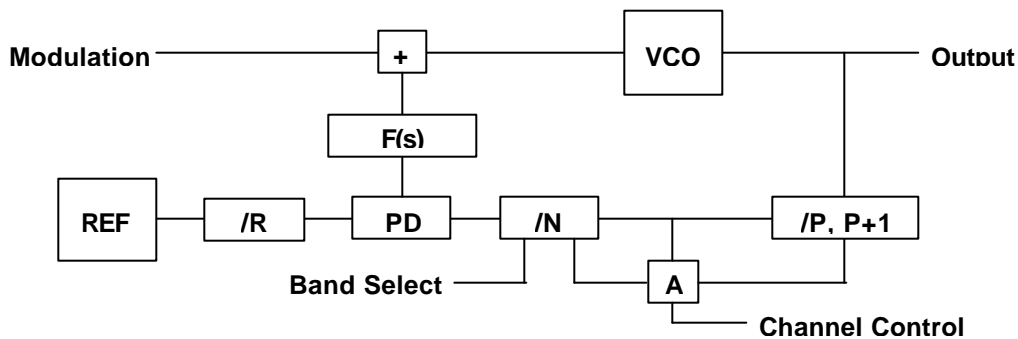 Modulation
+
VCO
Output
F(s)
REF
/R
PD
/N
/P, P+1
Band Select
A
Channel Control